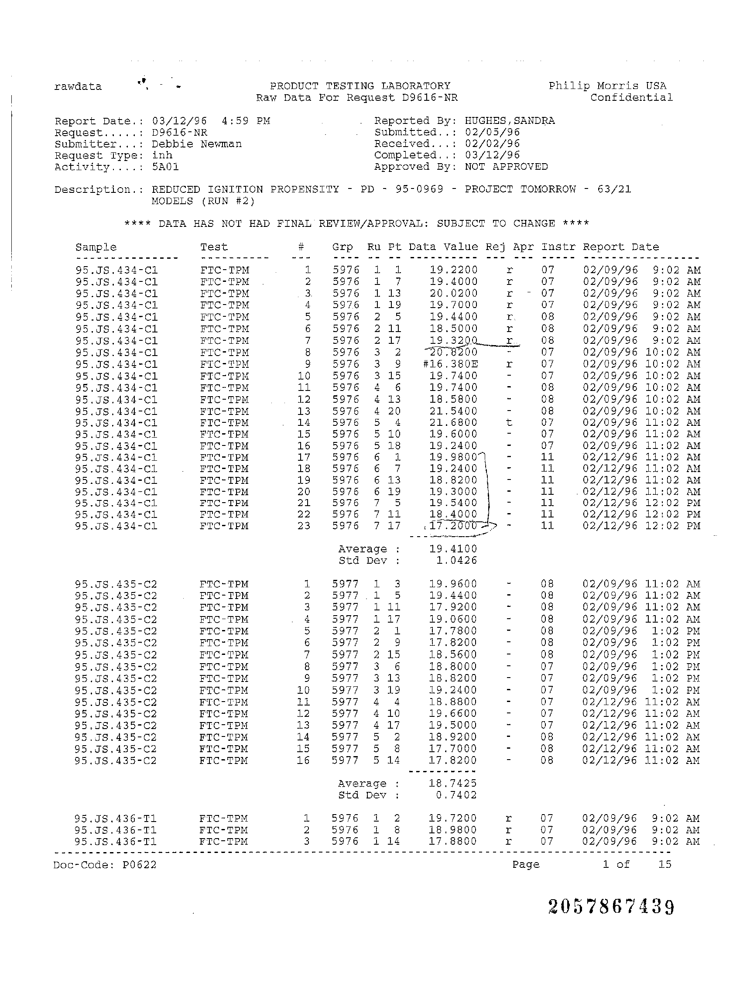 rawdata PRODUCT TESTING LABORATORY Philip Morris USA
Raw Data For Request D9616-NR Confidential
Report Date.: 03/12/96 4:59 PM Reported By: HUGHES,SANDRA
Request.....: D9616-NR Submitted..: 02/05/96
Submitter...: Debbie Newman Received...: 02/02/96
Request Type: inh Completed..: 03/12/96
Activity....: 5A01 Approved By: NOT APPROVED
Description.: REDUCED IGNITION PROPENSITY - PD - 95-0969 - PROJECT TOMORROW - 63/21
MODELS (RUN #2)
**** DATA HAS NOT HAD FINAL REVIEW/APPROVAL: SUBJECT TO CHANGE ****
Sample Test # Grp Ru Pt Data Value Rej Apr Instr Report Date
95.JS.434-C1 FTC-TPM 1 5976 1 1 19.2200 r 07 02/09/96 9:02 AM
95.JS.434-C1 FTC-TPM 2 5976 1 7 19.4000 r 07 02/09/96 9:02 AM
95.JS.434-C1 FTC-TPM 3 5976 1 13 20.0200 r - 07 02/09/96 9:02 AM
95.JS.434-C1 FTC-TPM 4 5976 1 19 19.7000 r 07 02/09/96 9:02 AM
95.JS.434-C1 FTC-TPM 5 5976 2 5 19.4400 r 08 02/09/96 9:02 AM
95.JS.434-C1 FTC-TPM 6 5976 2 11 18.5000 r 08 02/09/96 9:02 AM
95.JS.434-C1 FTC-TPM 7 5976 2 17 19.3200 r 08 02/09/96 9:02 AM
95.JS.434-C1 FTC-TPM 8 5976 3 2 20.8200 - 07 02/09/96 10:02 AM
95.JS.434-C1 FTC-TPM 9 5976 3 9 #16.380E r 07 02/09/96 10:02 AM
95.JS.434-C1 FTC-TPM 10 5976 3 15 19.7400 - 07 02/09/96 10:02 AM
95.JS.434-C1 FTC-TPM 11 5976 4 6 19.7400 - 08 02/09/96 10:02 AM
95.JS.434-C1 FTC-TPM 12 5976 4 13 18.5800 - 08 02/09/96 10:02 AM
95.JS.434-C1 FTC-TPM 13 5976 4 20 21.5400 - 08 02/09/96 10:02 AM
95.JS.434-C1 FTC-TPM 14 5976 5 4 21.6800 t 07 02/09/96 11:02 AM
95.JS.434-C1 FTC-TPM 15 5976 5 10 19.6000 - 07 02/09/96 11:02 AM
95.JS.434-C1 FTC-TPM 16 5976 5 18 19.2400 - 07 02/09/96 11:02 AM
95.JS.434-C1 FTC-TPM 17 5976 6 1 19.9800 - 11 02/12/96 11:02 AM
95.JS.434-C1 FTC-TPM 18 5976 6 7 19.2400 - 11 02/12/96 11:02 AM
95.JS.434-C1 FTC-TPM 19 5976 6 13 18.8200 - 11 02/12/96 11:02 AM
95.JS.434-C1 FTC-TPM 20 5976 6 19 19.3000 - 11 02/12/96 11:02 AM
95.JS.434-C1 FTC-TPM 21 5976 7 5 19.5400 - 11 02/12/96 12:02 PM
95.JS.434-C1 FTC-TPM 22 5976 7 11 18.4000 - 11 02/12/96 12:02 PM
95.JS.434-C1 FTC-TPM 23 5976 7 17 17.2000 - 11 02/12/96 12:02 PM
Average : 19.4100
Std Dev : 1.0426
95.JS.435-C2 FTC-TPM 1 5977 1 3 19.9600 - 08 02/09/96 11:02 AM
95.JS.435-C2 FTC-TPM 2 5977 1 5 19.4400 - 08 02/09/96 11:02 AM
95.JS.435-C2 FTC-TPM 3 5977 1 11 17.9200 - 08 02/09/96 11:02 AM
95.JS.435-C2 FTC-TPM 4 5977 1 17 19.0600 - 08 02/09/96 11:02 AM
95.JS.435-C2 FTC-TPM 5 5977 2 1 17.7800 - 08 02/09/96 1:02 PM
95.JS.435-C2 FTC-TPM 6 5977 2 9 17.8200 - 08 02/09/96 1:02 PM
95.JS.435-C2 FTC-TPM 7 5977 2 15 18.5600 - 08 02/09/96 1:02 PM
95.JS.435-C2 FTC-TPM 8 5977 3 6 18.8000 - 07 02/09/96 1:02 PM
95.JS.435-C2 FTC-TPM 9 5977 3 13 18.8200 - 07 02/09/96 1:02 PM
95.JS.435-C2 FTC-TPM 10 5977 3 19 19.2400 - 07 02/09/96 1:02 PM
95.JS.435-C2 FTC-TPM 11 5977 4 4 18.8800 - 07 02/12/96 11:02 AM
95.JS.435-C2 FTC-TPM 12 5977 4 10 19.6600 - 07 02/12/96 11:02 AM
95.JS.435-C2 FTC-TPM 13 5977 4 17 19.5000 - 07 02/12/96 11:02 AM
95.JS.435-C2 FTC-TPM 14 5977 5 2 18.9200 - 08 02/12/96 11:02 AM
95.JS.435-C2 FTC-TPM 15 5977 5 8 17.7000 - 08 02/12/96 11:02 AM
95.JS.435-C2 FTC-TPM 16 5977 5 14 17.8200 - 08 02/12/96 11:02 AM
Average : 18.7425
Std Dev : 0.7402
95.JS.436-T1 FTC-TPM 1 5976 1 2 19.7200 r 07 02/09/96 9:02 AM
95.JS.436-T1 FTC-TPM 2 5976 1 8 18.9800 r 07 02/09/96 9:02 AM
95.JS.436-T1 FTC-TPM 3 5976 1 14 17.8800 r 07 02/09/96 9:02 AM
Doc-Code: P0622 Page 1 of 15
2057867439